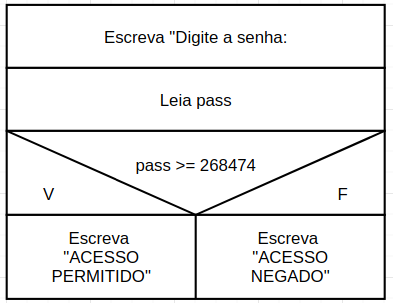 Escreva "Digite a senha:
Leia pass
pass >= 268474
V
F
Escreva
"ACESSO
PERMITIDO"
Escreva
"ACESSO
NEGADO"